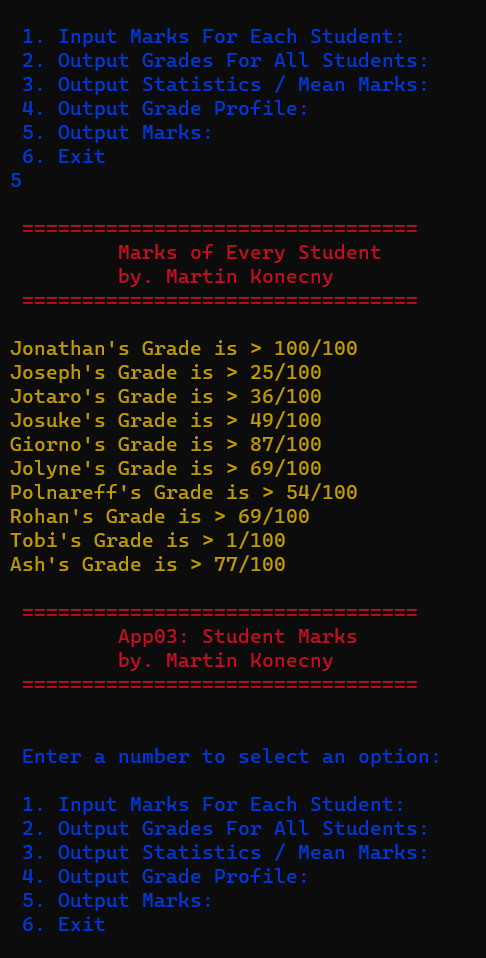 1. Input Marks For Each Student:
2. Output Grades For All Students:
3. Output Statistics / Mean Marks:
4. Output Grade Profile:
5. Output Marks:
6. Exit
5
=================================
Marks of Every Student
by. Martin Konecny
=================================
Jonathan's Grade is > 100/100
Joseph's Grade is > 25/100
Jotaro's Grade is > 36/100
Josuke's Grade is > 49/100
Giorno's Grade is > 87/100
Jolyne's Grade is > 69/100
Polnareff's Grade is > 54/100
Rohan's Grade is > 69/100
Tobi's Grade is > 1/100
Ash's Grade is > 77/100
=================================
App03: Student Marks
by. Martin Konecny
=================================
Enter a number to select an option:
1. Input Marks For Each Student:
2. Output Grades For All Students:
3. Output Statistics / Mean Marks:
4. Output Grade Profile:
5. Output Marks:
6. Exit